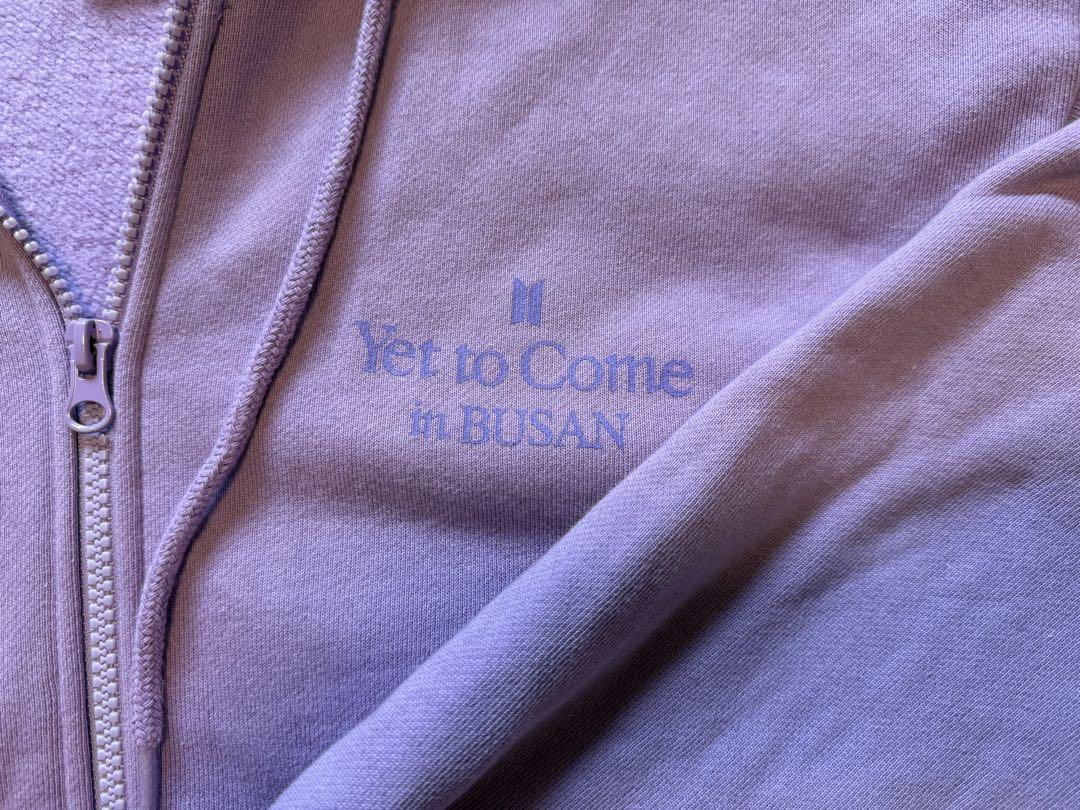 Yet to Come
in BUSAN